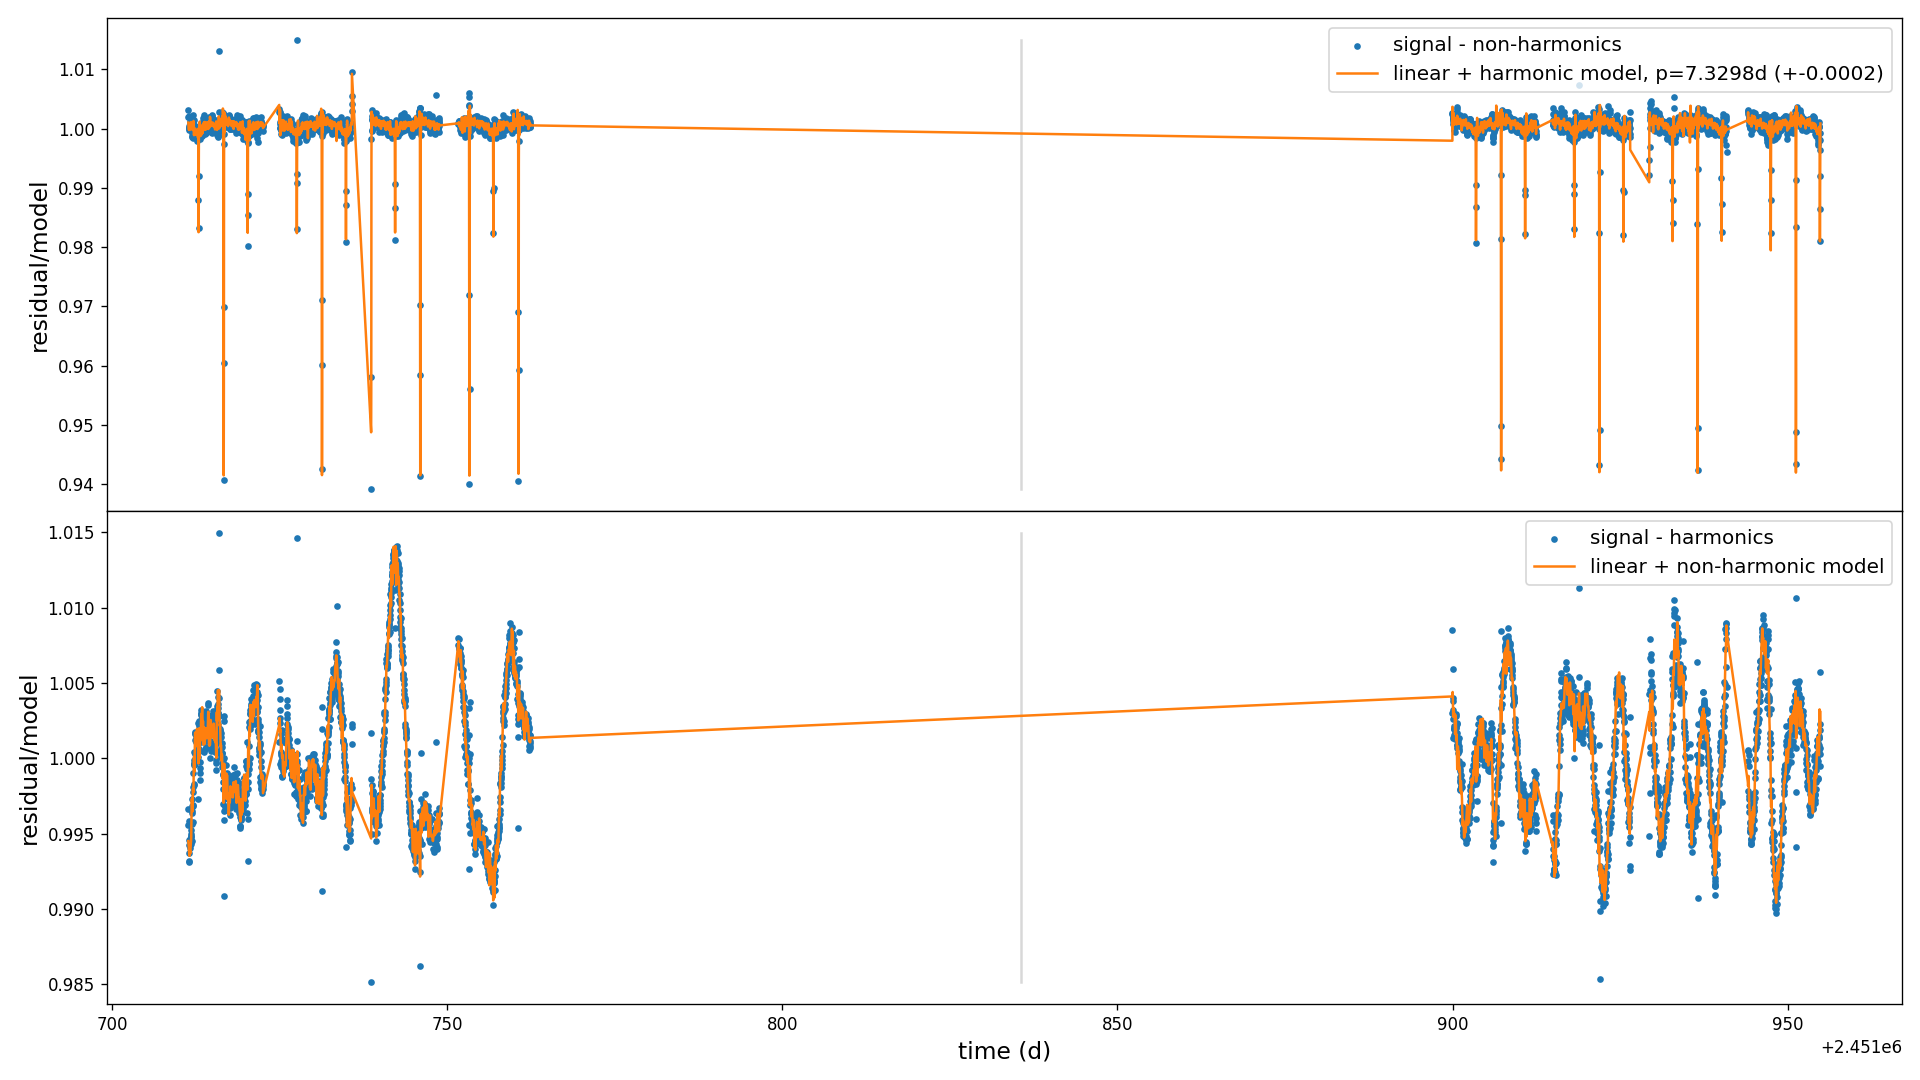 signal - non-harmonics
linear + harmonic model, p=7.3298d (+-0.0002)
residual/model
1.01
1.00
0.99
0.98
0.97
0.96
0.95
0.94
signal - harmonics
linear + non-harmonic model
residual/model
1.015
1.010
1.005
1.000
0.995
0.990
0.985
700 750 800 850 900 950
time (d)
+2.451e6